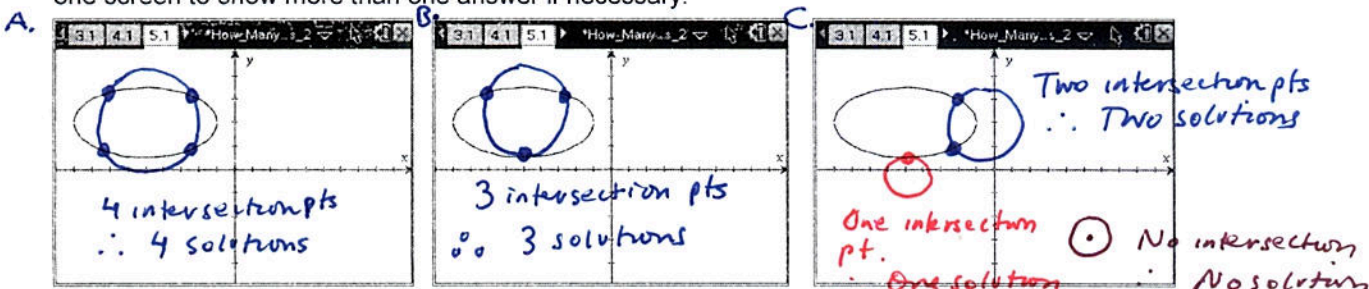 one screen to show more than one answer if necessary.
A.
3.1 4.1 5.1 *How_Many...s_2
y
x
4 intersection pts
∴ 4 solutions
B.
3.1 4.1 5.1 *How_Many...s_2
y
x
3 intersection pts
∴ 3 solutions
C.
3.1 4.1 5.1 *How_Many...s_2
y
x
Two intersection pts
∴ Two solutions
One intersection
pt.
∴ One solution
No intersection
∴ No solution